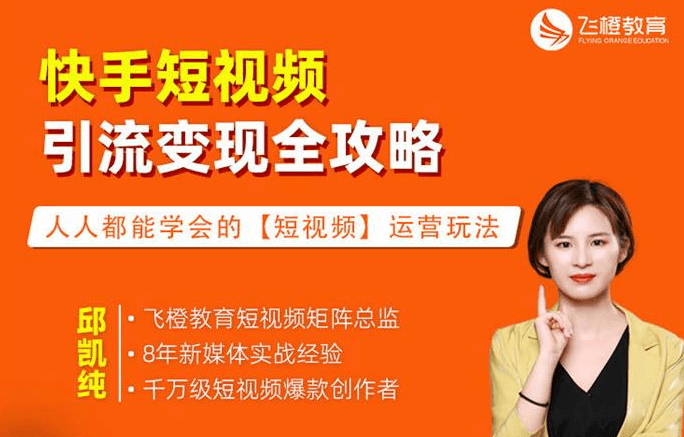 飞橙教育
FLYING ORANGE EDUCATION
快手短视频
引流变现全攻略
人人都能学会的【短视频】运营玩法
邱凯纯
·飞橙教育短视频矩阵总监
·8年新媒体实战经验
·千万级短视频爆款创作者